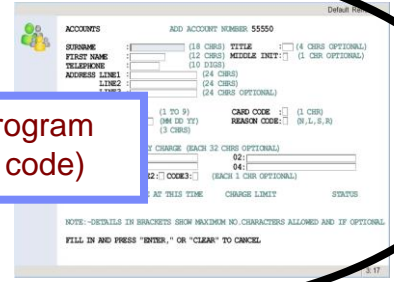 Default Re
ACCOUNTS ADD ACCOUNT NUMBER 55550
SURNAME : (18 CHRS) TITLE : (4 CHRS OPTIONAL)
FIRST NAME : (12 CHRS) MIDDLE INIT: (1 CHR OPTIONAL)
TELEPHONE : (10 DIGS)
ADDRESS LINE1 : (24 CHRS)
LINE2 : (24 CHRS)
LINE3 : (24 CHRS OPTIONAL)
(1 TO 9) CARD CODE : (1 CHR)
rogram (MM DD YY) REASON CODE: (N,L,S,R)
(3 CHRS)
code) CHARGE (EACH 32 CHRS OPTIONAL)
02:
04:
2: CODE3: (EACH 1 CHR OPTIONAL)
AT THIS TIME CHARGE LIMIT STATUS
NOTE:-DETAILS IN BRACKETS SHOW MAXIMUM NO.CHARACTERS ALLOWED AND IF OPTIONAL
FILL IN AND PRESS "ENTER," OR "CLEAR" TO CANCEL
3:17